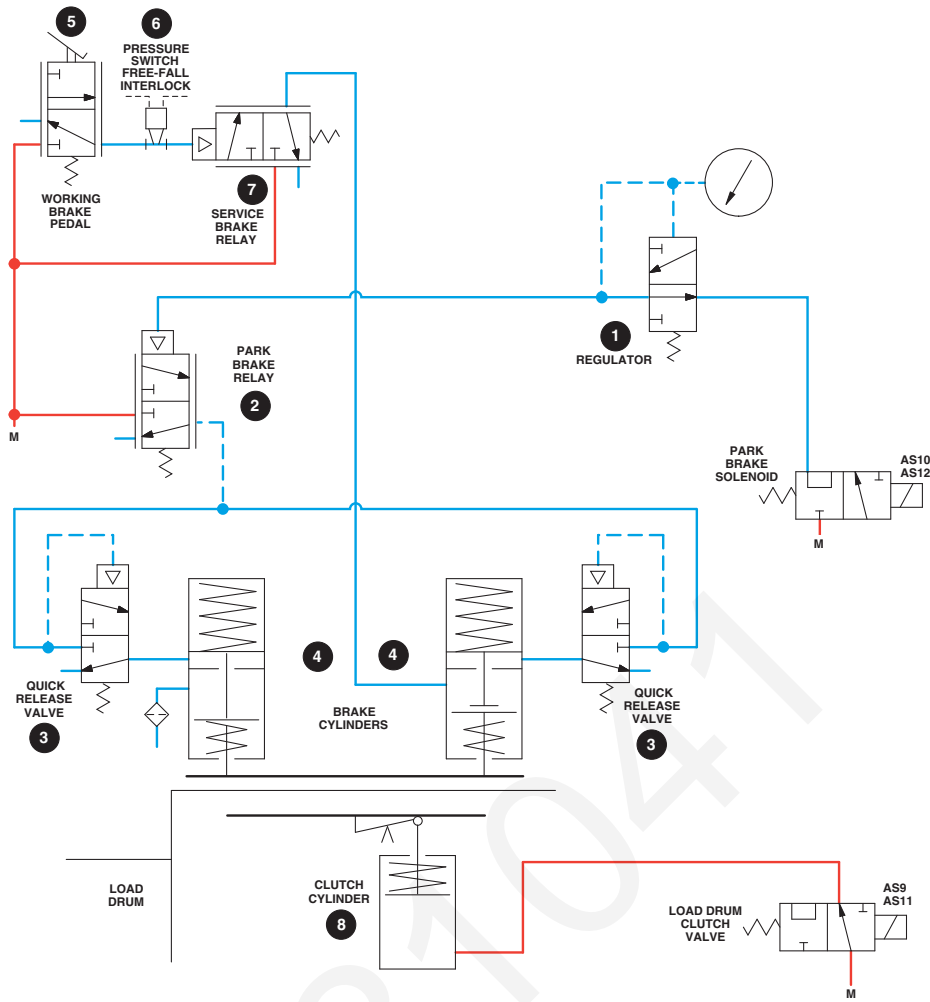 5
6
PRESSURE
SWITCH
FREE-FALL
INTERLOCK
WORKING
BRAKE
PEDAL
7
SERVICE
BRAKE
RELAY
1
REGULATOR
PARK
BRAKE
RELAY
2
M
PARK
BRAKE
SOLENOID
AS10
AS12
M
4
4
BRAKE
CYLINDERS
QUICK
RELEASE
VALVE
3
QUICK
RELEASE
VALVE
3
LOAD
DRUM
CLUTCH
CYLINDER
8
LOAD DRUM
CLUTCH
VALVE
AS9
AS11
M